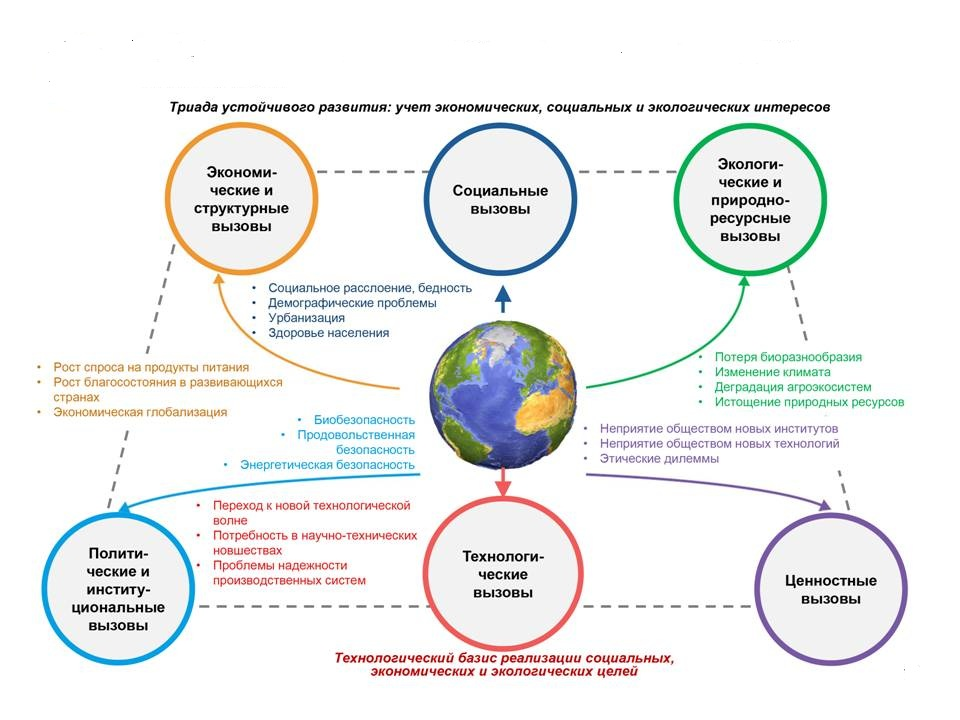 Триада устойчивого развития: учет экономических, социальных и экологических интересов
Экономи-
ческие и
структурные
вызовы
Социальные
вызовы
Экологи-
ческие и
природно-
ресурсные
вызовы
• Социальное расслоение, бедность
• Демографические проблемы
• Урбанизация
• Здоровье населения
• Рост спроса на продукты питания
• Рост благосостояния в развивающихся
странах
• Экономическая глобализация
• Потеря биоразнообразия
• Изменение климата
• Деградация агроэкосистем
• Истощение природных ресурсов
• Биобезопасность
• Продовольственная
безопасность
• Энергетическая безопасность
• Неприятие обществом новых институтов
• Неприятие обществом новых технологий
• Этические дилеммы
• Переход к новой технологической
волне
• Потребность в научно-технических
новшествах
• Проблемы надежности
производственных систем
Полити-
ческие и
институ-
циональные
вызовы
Технологи-
ческие
вызовы
Ценностные
вызовы
Технологический базис реализации социальных,
экономических и экологических целей